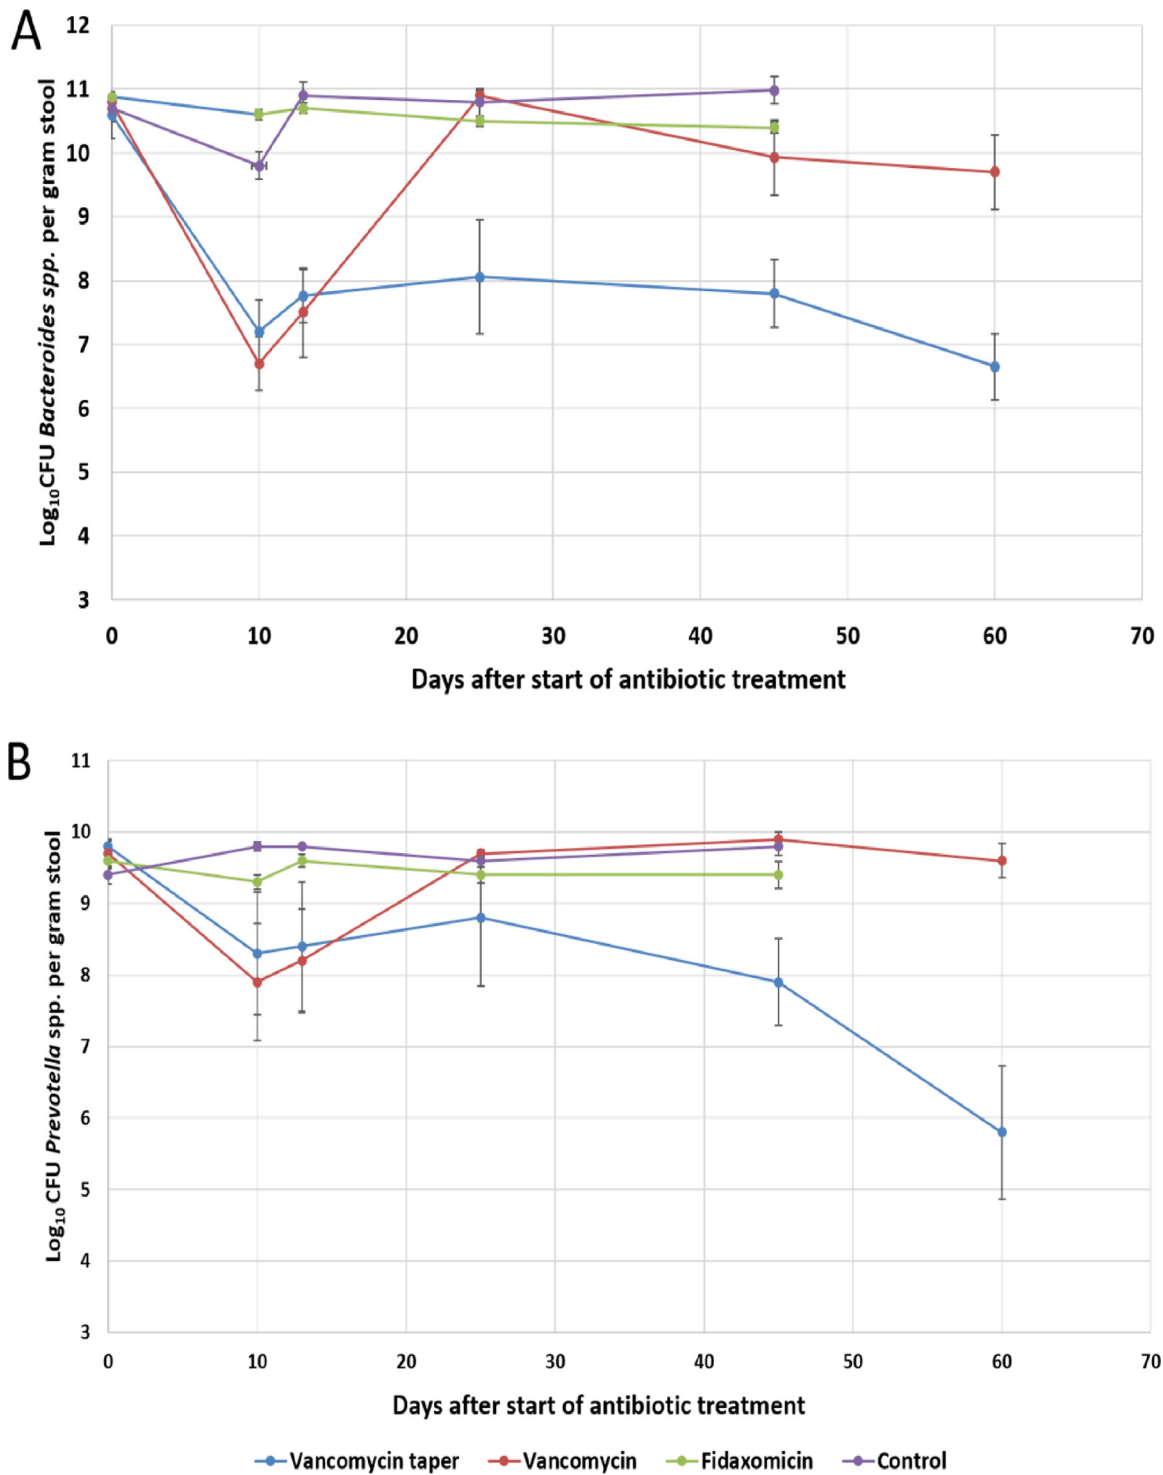 A
12
11
10
9
8
7
6
5
4
3
Log₁₀CFU Bacteroides spp. per gram stool
0 10 20 30 40 50 60 70
Days after start of antibiotic treatment
B
11
10
9
8
7
6
5
4
3
Log₁₀ CFU Prevotella spp. per gram stool
0 10 20 30 40 50 60 70
Days after start of antibiotic treatment
Vancomycin taper Vancomycin Fidaxomicin Control